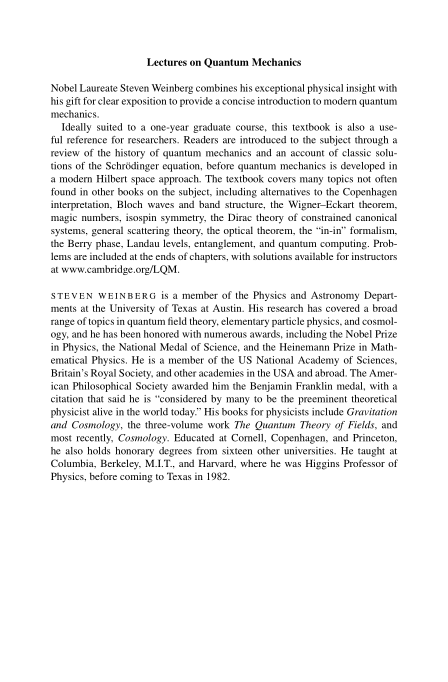 Lectures on Quantum Mechanics
Nobel Laureate Steven Weinberg combines his exceptional physical insight with
his gift for clear exposition to provide a concise introduction to modern quantum
mechanics.
Ideally suited to a one-year graduate course, this textbook is also a use-
ful reference for researchers. Readers are introduced to the subject through a
review of the history of quantum mechanics and an account of classic solu-
tions of the Schrödinger equation, before quantum mechanics is developed in
a modern Hilbert space approach. The textbook covers many topics not often
found in other books on the subject, including alternatives to the Copenhagen
interpretation, Bloch waves and band structure, the Wigner–Eckart theorem,
magic numbers, isospin symmetry, the Dirac theory of constrained canonical
systems, general scattering theory, the optical theorem, the “in-in” formalism,
the Berry phase, Landau levels, entanglement, and quantum computing. Prob-
lems are included at the ends of chapters, with solutions available for instructors
at www.cambridge.org/LQM.
STEVEN WEINBERG is a member of the Physics and Astronomy Depart-
ments at the University of Texas at Austin. His research has covered a broad
range of topics in quantum field theory, elementary particle physics, and cosmol-
ogy, and he has been honored with numerous awards, including the Nobel Prize
in Physics, the National Medal of Science, and the Heinemann Prize in Math-
ematical Physics. He is a member of the US National Academy of Sciences,
Britain's Royal Society, and other academies in the USA and abroad. The Amer-
ican Philosophical Society awarded him the Benjamin Franklin medal, with a
citation that said he is “considered by many to be the preeminent theoretical
physicist alive in the world today.” His books for physicists include Gravitation
and Cosmology, the three-volume work The Quantum Theory of Fields, and
most recently, Cosmology. Educated at Cornell, Copenhagen, and Princeton,
he also holds honorary degrees from sixteen other universities. He taught at
Columbia, Berkeley, M.I.T., and Harvard, where he was Higgins Professor of
Physics, before coming to Texas in 1982.